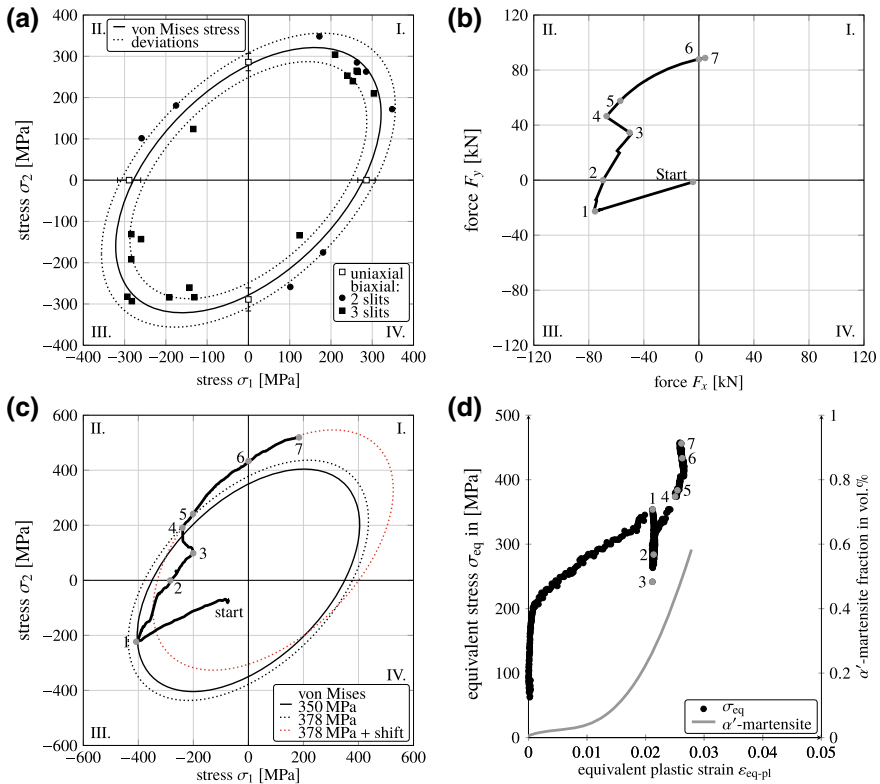 (a)
II.
I.
von Mises stress
deviations
400
300
200
100
0
−100
−200
−300
−400
stress σ2 [MPa]
uniaxial
biaxial:
2 slits
3 slits
III.
IV.
−400 −300 −200 −100 0 100 200 300 400
stress σ1 [MPa]
(b)
II.
I.
120
80
40
0
−40
−80
−120
force Fy [kN]
6
7
5
4
3
2
Start
1
III.
IV.
−120 −80 −40 0 40 80 120
force Fx [kN]
(c)
II.
I.
600
400
200
0
−200
−400
−600
stress σ2 [MPa]
7
6
5
4
3
2
start
1
IV.
III.
von Mises
350 MPa
378 MPa
378 MPa + shift
−600 −400 −200 0 200 400 600
stress σ1 [MPa]
(d)
500
400
300
200
100
0
equivalent stress σeq in [MPa]
7
6
5
4
1
2
3
σeq
α′-martensite
0 0.01 0.02 0.03 0.04 0.05
equivalent plastic strain εeq-pl
1
0.8
0.6
0.4
0.2
0
α′-martensite fraction in vol.%